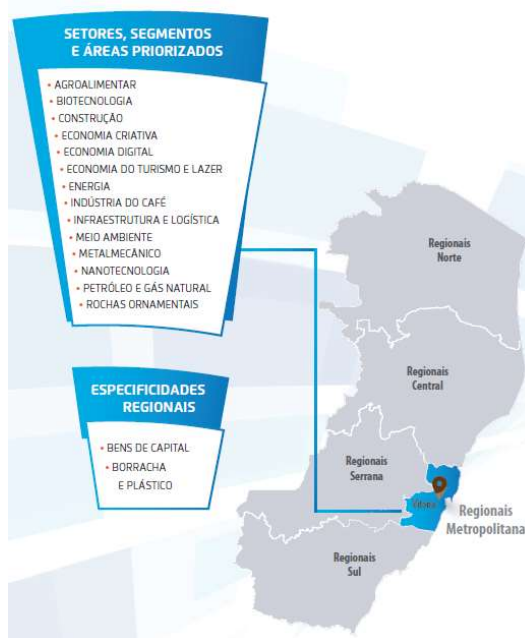 SETORES, SEGMENTOS
E ÁREAS PRIORIZADOS
• AGROALIMENTAR
• BIOTECNOLOGIA
• CONSTRUÇÃO
• ECONOMIA CRIATIVA
• ECONOMIA DIGITAL
• ECONOMIA DO TURISMO E LAZER
• ENERGIA
• INDÚSTRIA DO CAFÉ
• INFRAESTRUTURA E LOGÍSTICA
• MEIO AMBIENTE
• METALMECÂNICO
• NANOTECNOLOGIA
• PETRÓLEO E GÁS NATURAL
• ROCHAS ORNAMENTAIS
ESPECIFICIDADES
REGIONAIS
• BENS DE CAPITAL
• BORRACHA
E PLÁSTICO
Regionais
Norte
Regionais
Central
Regionais
Serrana
Vitória
Regionais
Metropolitana
Regionais
Sul